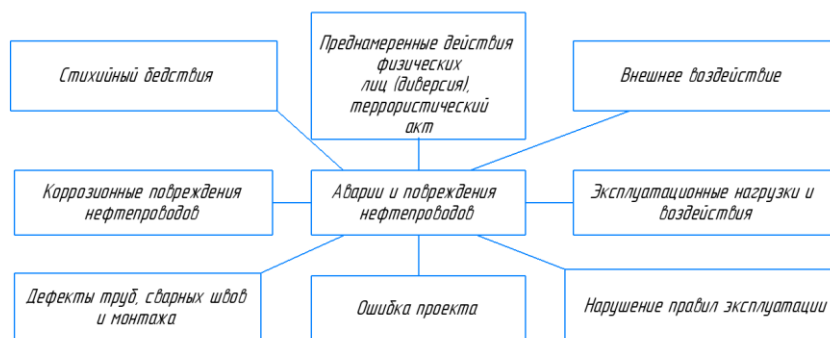 Стихийный бедствия
Преднамеренные действия
физических
лиц (диверсия),
террористический
акт
Внешнее воздействие
Коррозионные повреждения
нефтепроводов
Аварии и повреждения
нефтепроводов
Эксплуатационные нагрузки и
воздействия
Дефекты труб, сварных швов
и монтажа
Ошибка проекта
Нарушение правил эксплуатации